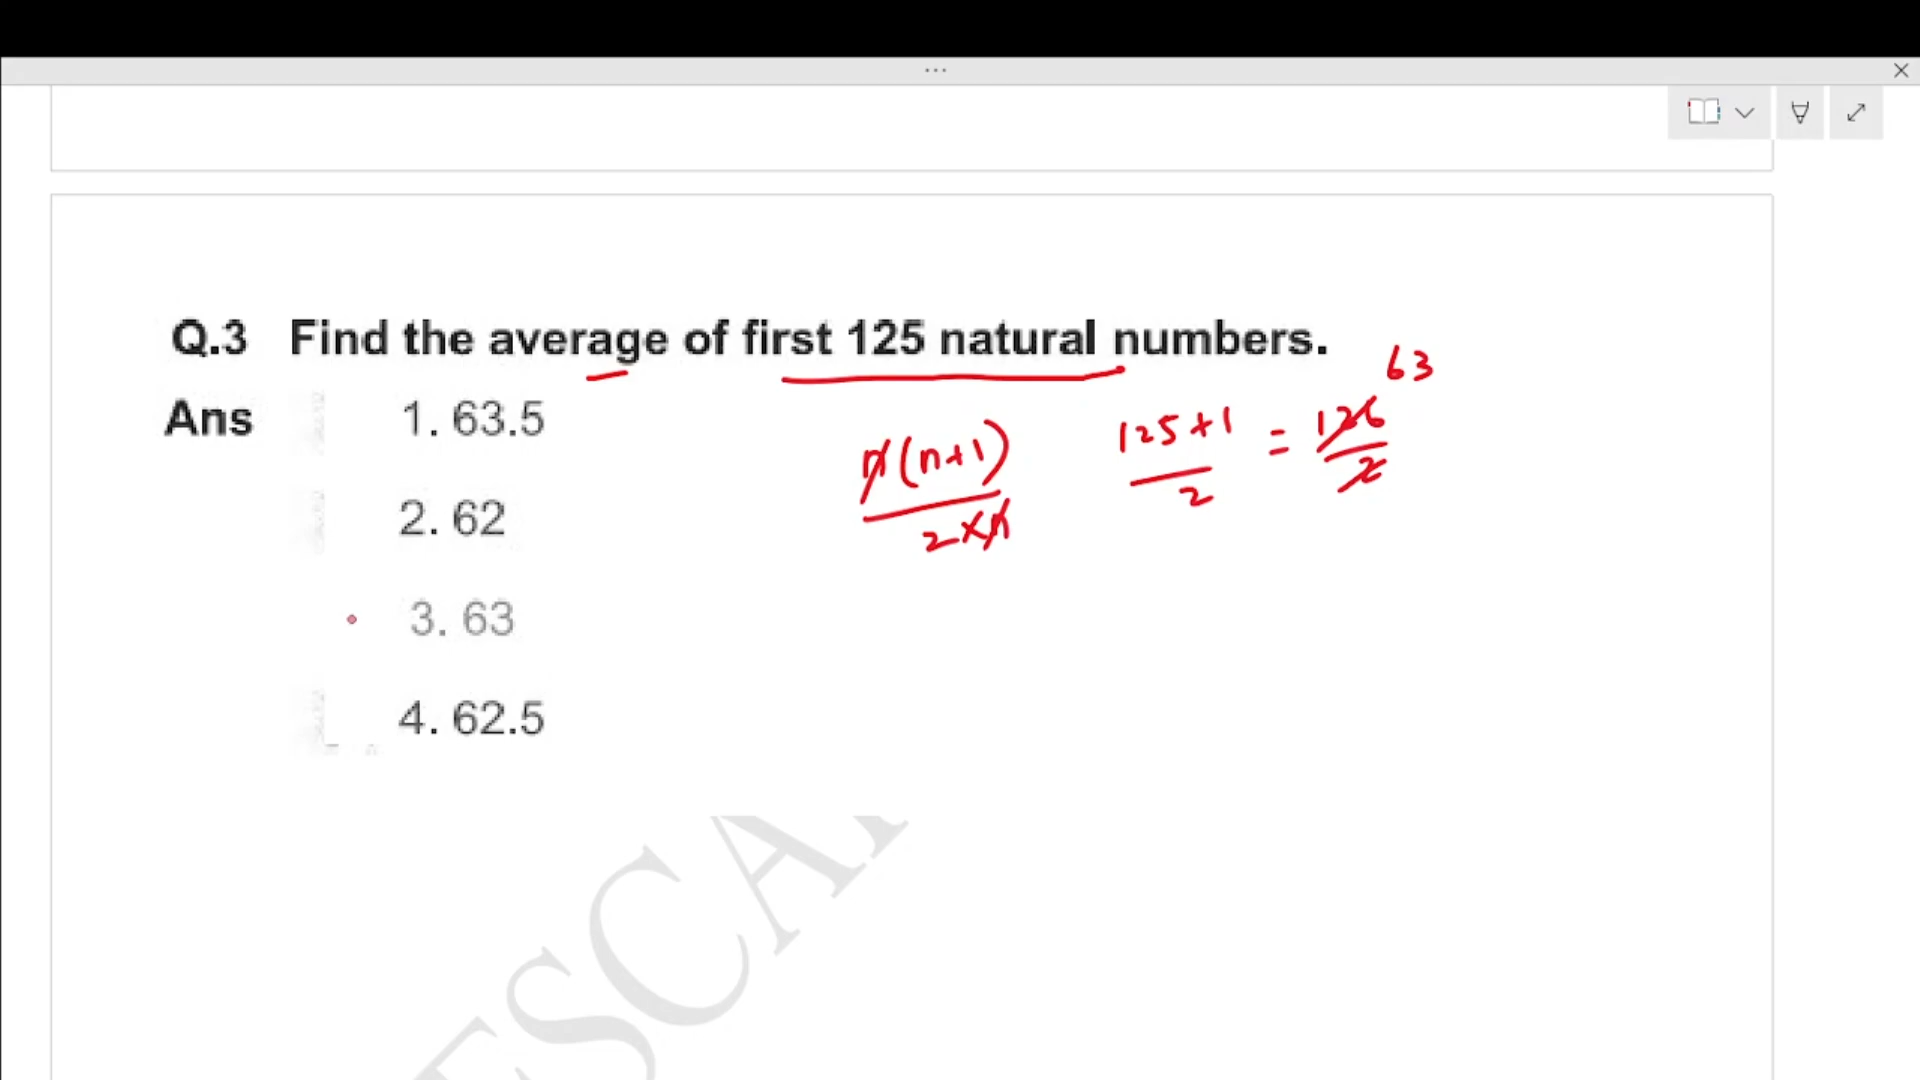 Q.3 Find the average of first 125 natural numbers.
63
Ans 1. 63.5
n(n+1)
2×n
125+1
2
= 126
2
2. 62
3. 63
4. 62.5
ESCA